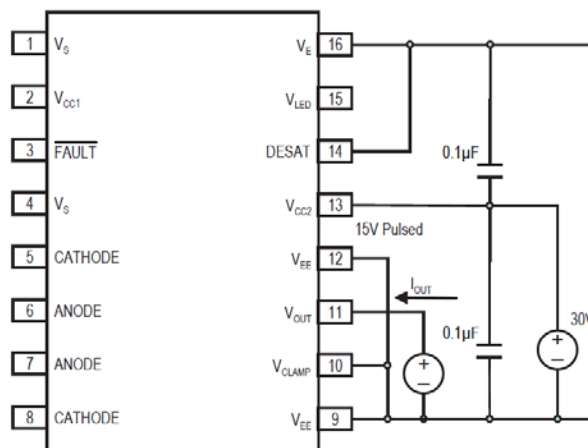 1 V_S V_E 16
2 V_CC1 V_LED 15
3 FAULT DESAT 14
0.1µF
4 V_S V_CC2 13
15V Pulsed
5 CATHODE V_EE 12
I_OUT
6 ANODE V_OUT 11
0.1µF
30V
+
+
7 ANODE V_CLAMP 10
−
−
8 CATHODE V_EE 9